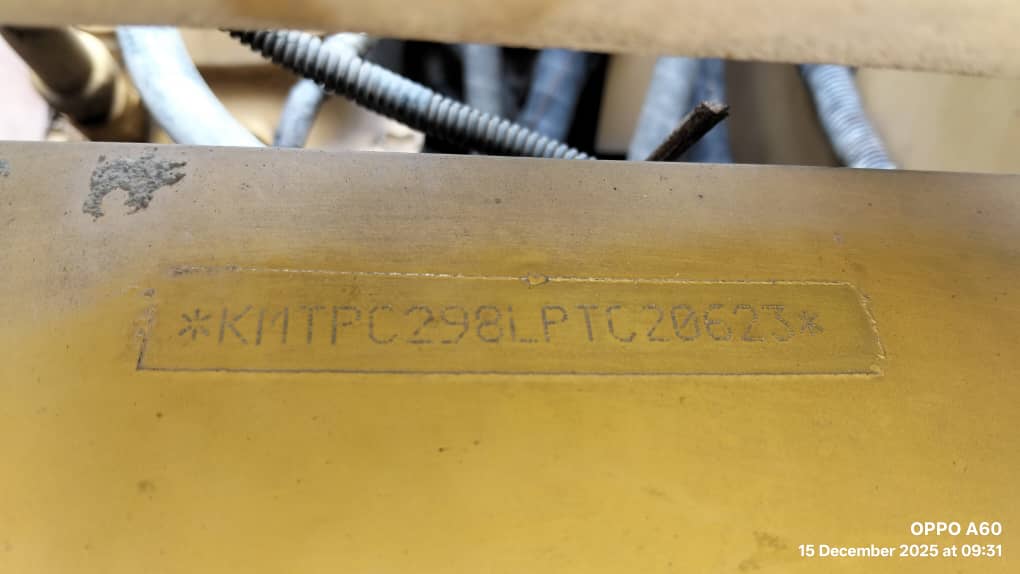 *KMTPC298LPTC20623*
OPPO A60
15 December 2025 at 09:31